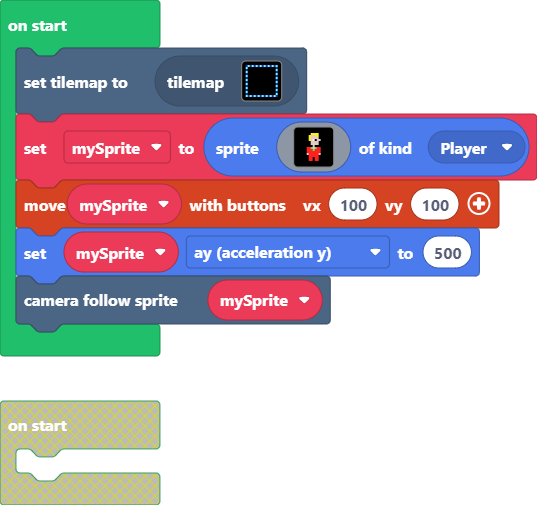 on start
set tilemap to tilemap
set mySprite to sprite of kind Player
move mySprite with buttons vx 100 vy 100
set mySprite ay (acceleration y) to 500
camera follow sprite mySprite
on start